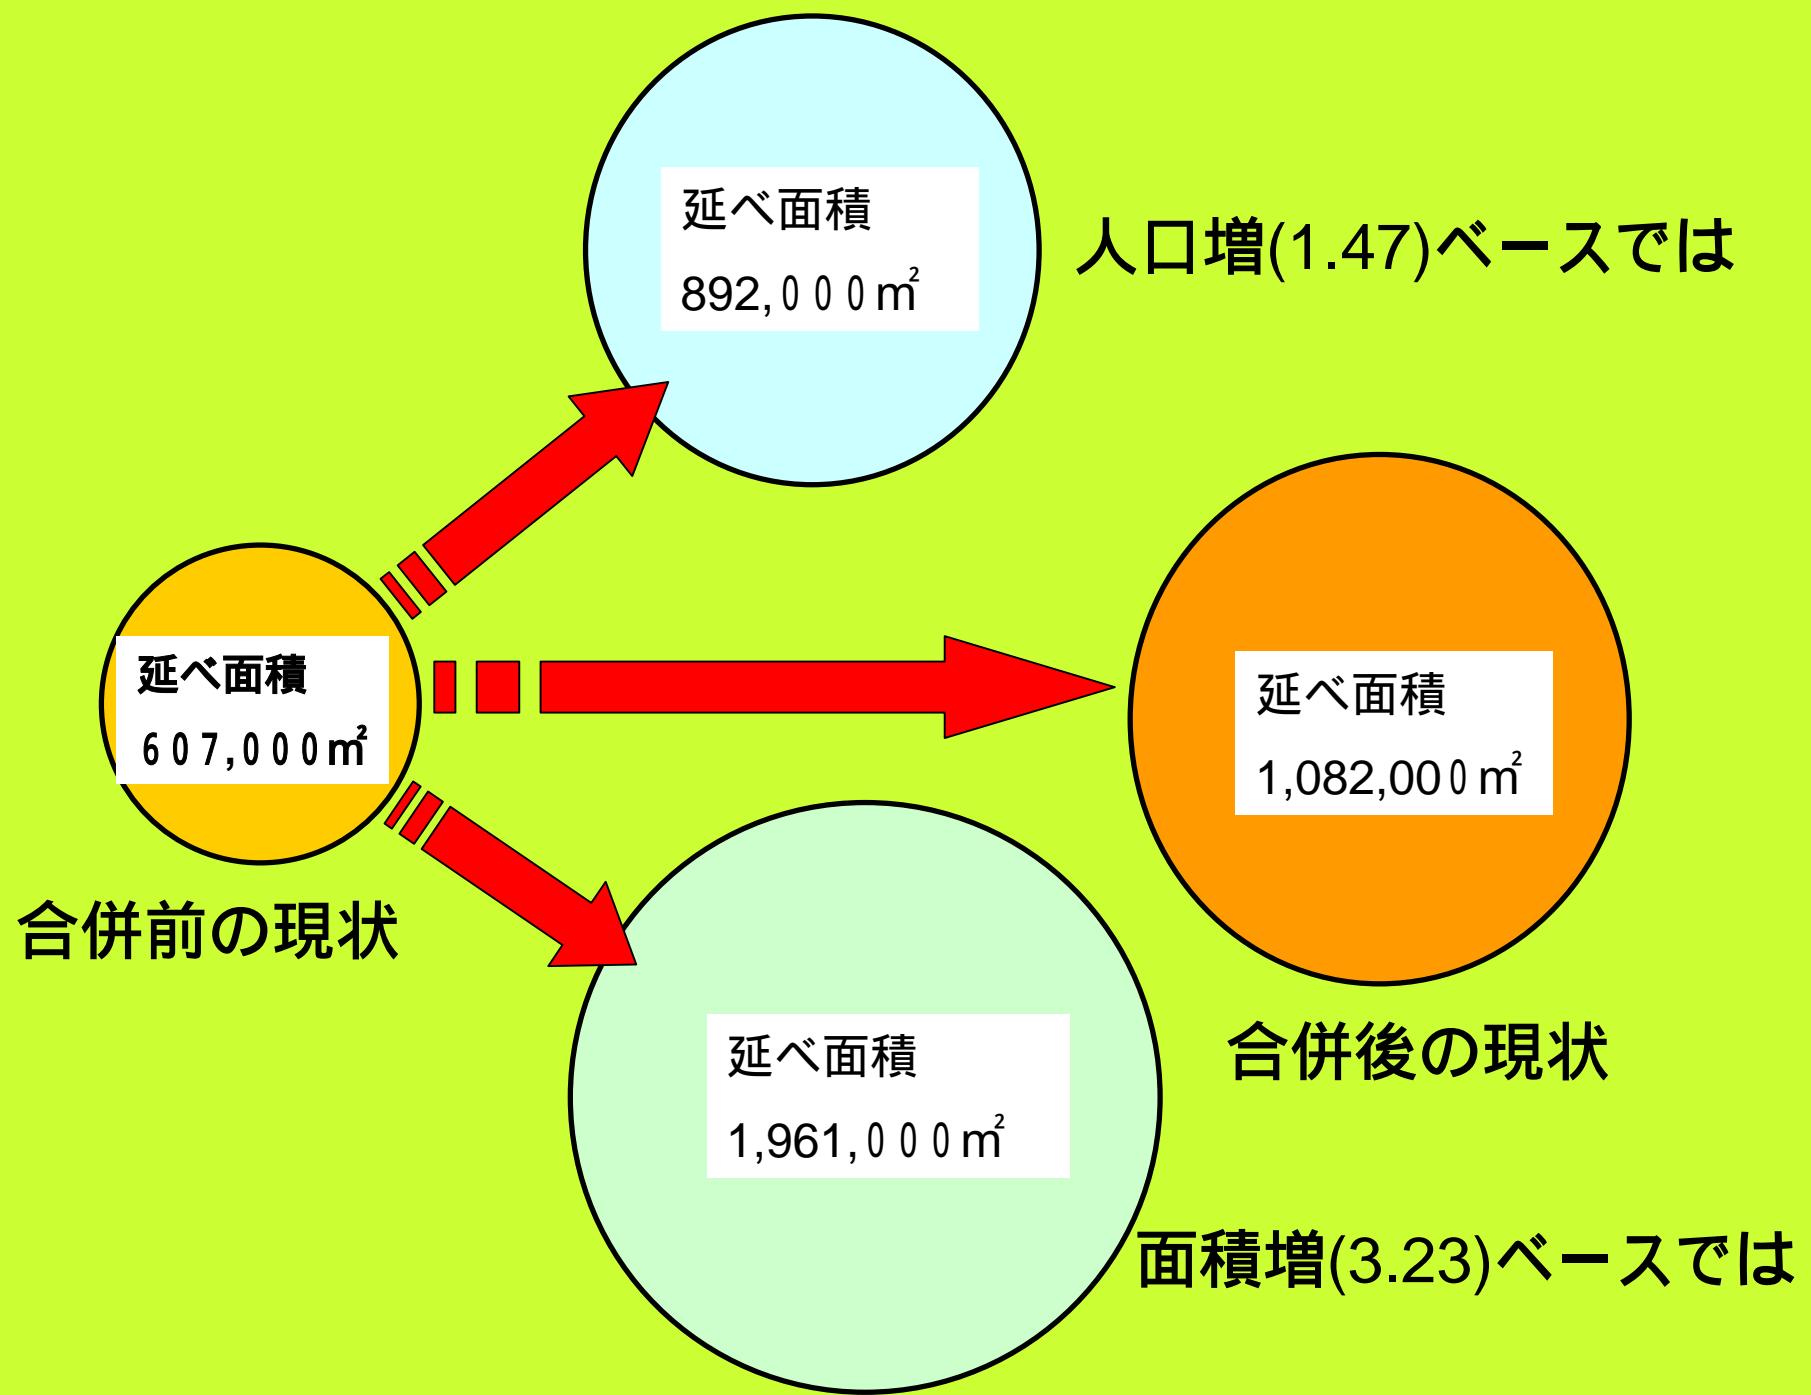 延べ面積
892,０００㎡
人口増(1.47)ベースでは
延べ面積
６０７,０００㎡
合併前の現状
延べ面積
1,082,00０㎡
合併後の現状
延べ面積
1,961,０００㎡
面積増(3.23)ベースでは